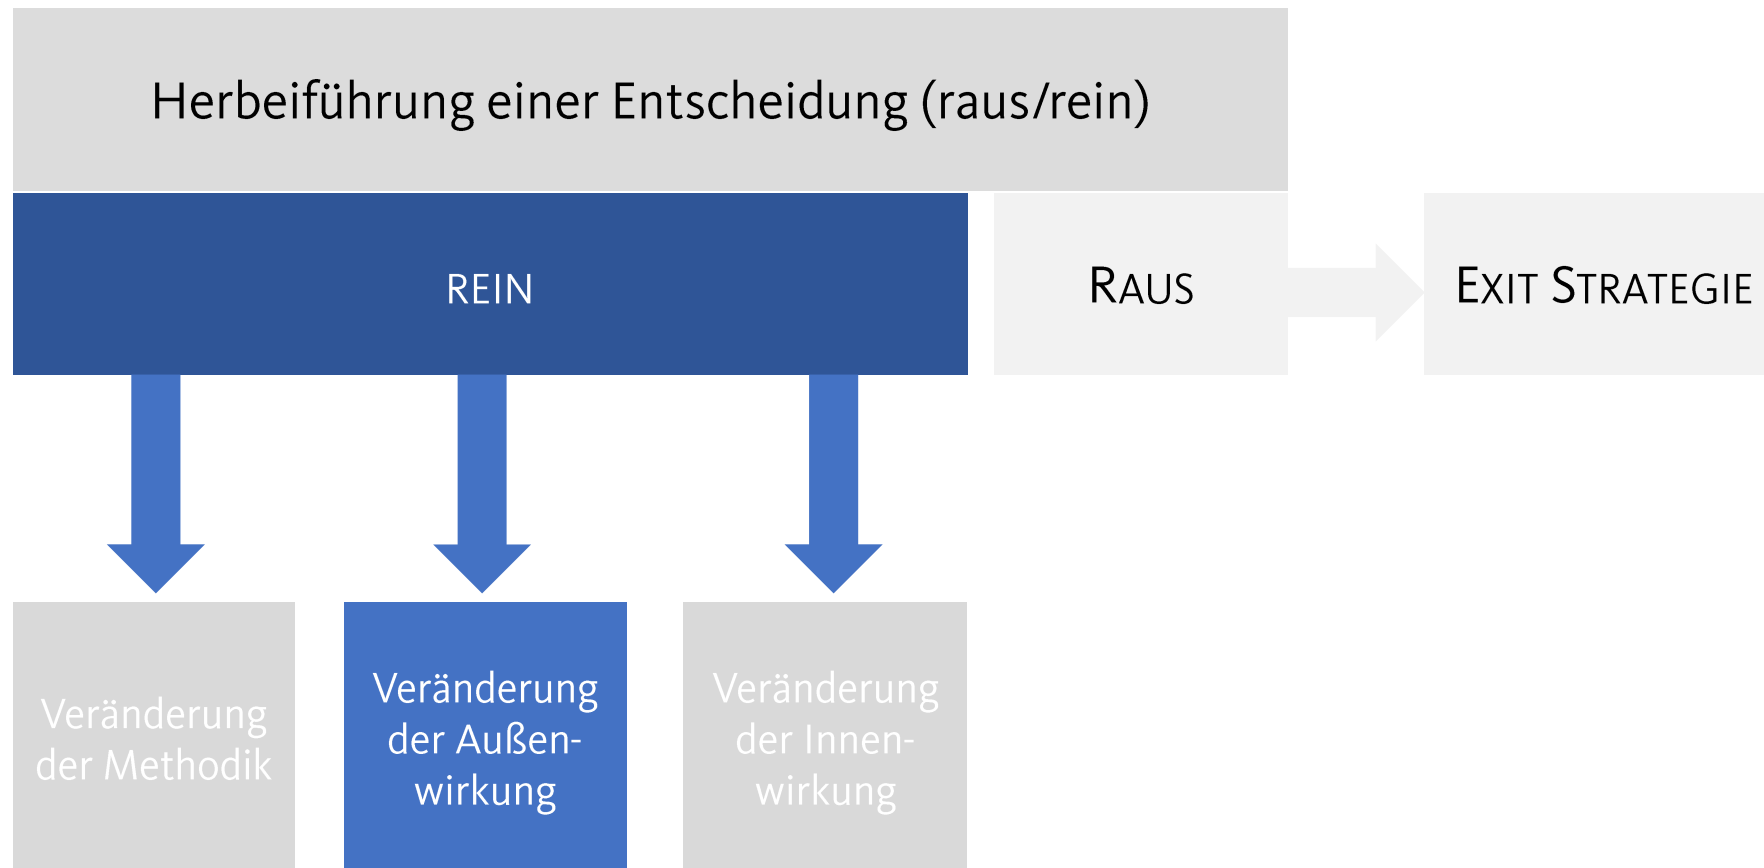 Herbeiführung einer Entscheidung (raus/rein)
REIN
RAUS
EXIT STRATEGIE
Veränderung
der Methodik
Veränderung
der Außen-
wirkung
Veränderung
der Innen-
wirkung